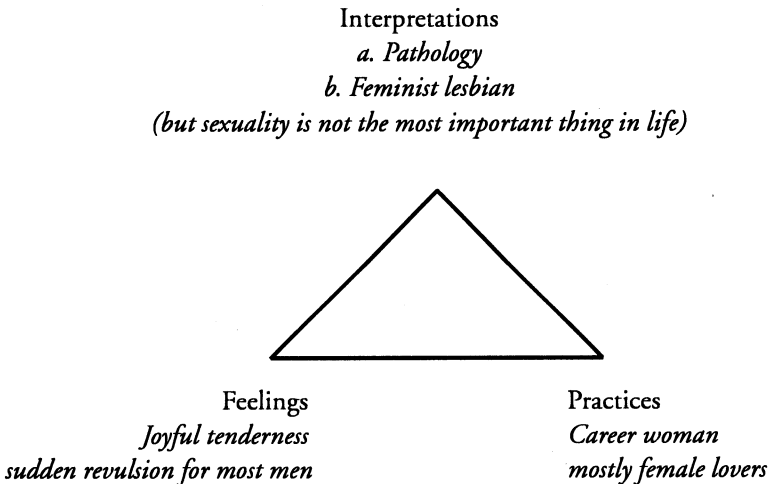 Interpretations
a. Pathology
b. Feminist lesbian
(but sexuality is not the most important thing in life)
Feelings
Joyful tenderness
sudden revulsion for most men
Practices
Career woman
mostly female lovers